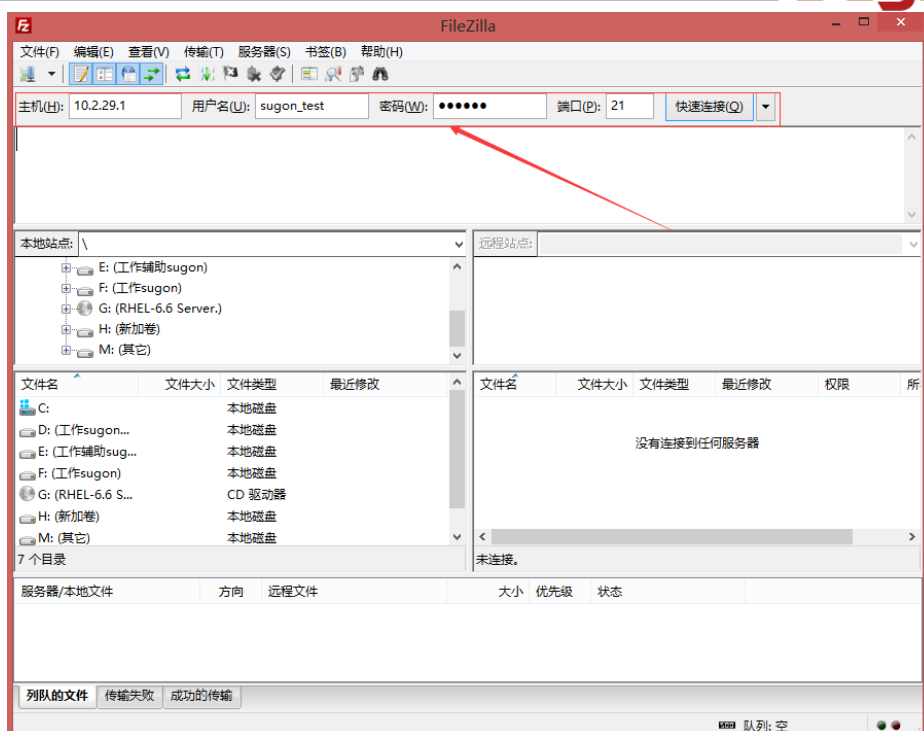 FileZilla
文件(F) 编辑(E) 查看(V) 传输(T) 服务器(S) 书签(B) 帮助(H)
主机(H): 10.2.29.1 用户名(U): sugon_test 密码(W): ●●●●●● 端口(P): 21 快速连接(Q)
本地站点: \ 远程站点:
E: (工作辅助sugon)
F: (工作sugon)
G: (RHEL-6.6 Server.)
H: (新加卷)
M: (其它)
文件名 文件大小 文件类型 最近修改
C: 本地磁盘
D: (工作sugon... 本地磁盘
E: (工作辅助sug... 本地磁盘
F: (工作sugon) 本地磁盘
G: (RHEL-6.6 S... CD 驱动器
H: (新加卷) 本地磁盘
M: (其它) 本地磁盘
7 个目录
文件名 文件大小 文件类型 最近修改 权限 所
没有连接到任何服务器
未连接。
服务器/本地文件 方向 远程文件 大小 优先级 状态
列队的文件 传输失败 成功的传输
队列: 空